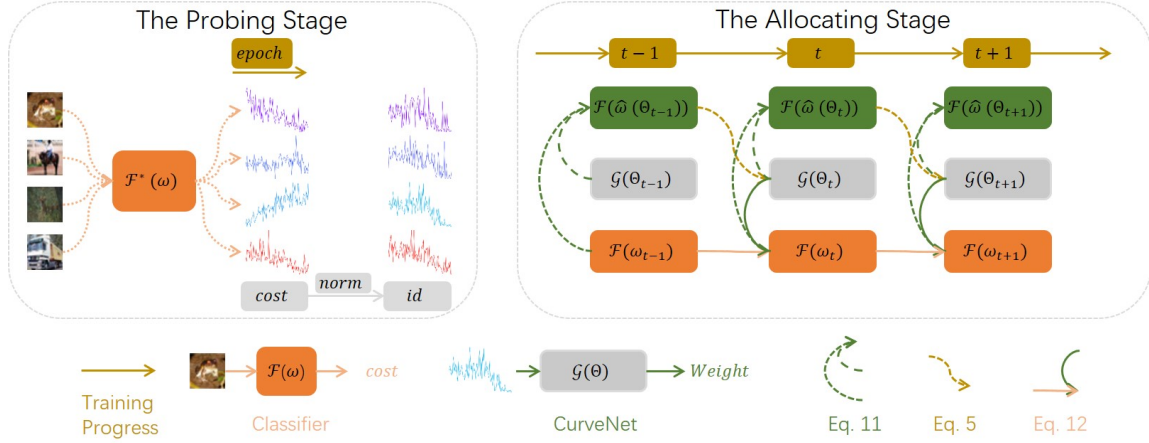 The Probing Stage
epoch
ℱ* (ω)
cost
norm
id
The Allocating Stage
t − 1
t
t + 1
ℱ(ω̂ (Θₜ₋₁))
ℱ(ω̂ (Θₜ))
ℱ(ω̂ (Θₜ₊₁))
𝒢(Θₜ₋₁)
𝒢(Θₜ)
𝒢(Θₜ₊₁)
ℱ(ωₜ₋₁)
ℱ(ωₜ)
ℱ(ωₜ₊₁)
Training
Progress
ℱ(ω)
cost
Classifier
𝒢(Θ)
Weight
CurveNet
Eq. 11
Eq. 5
Eq. 12